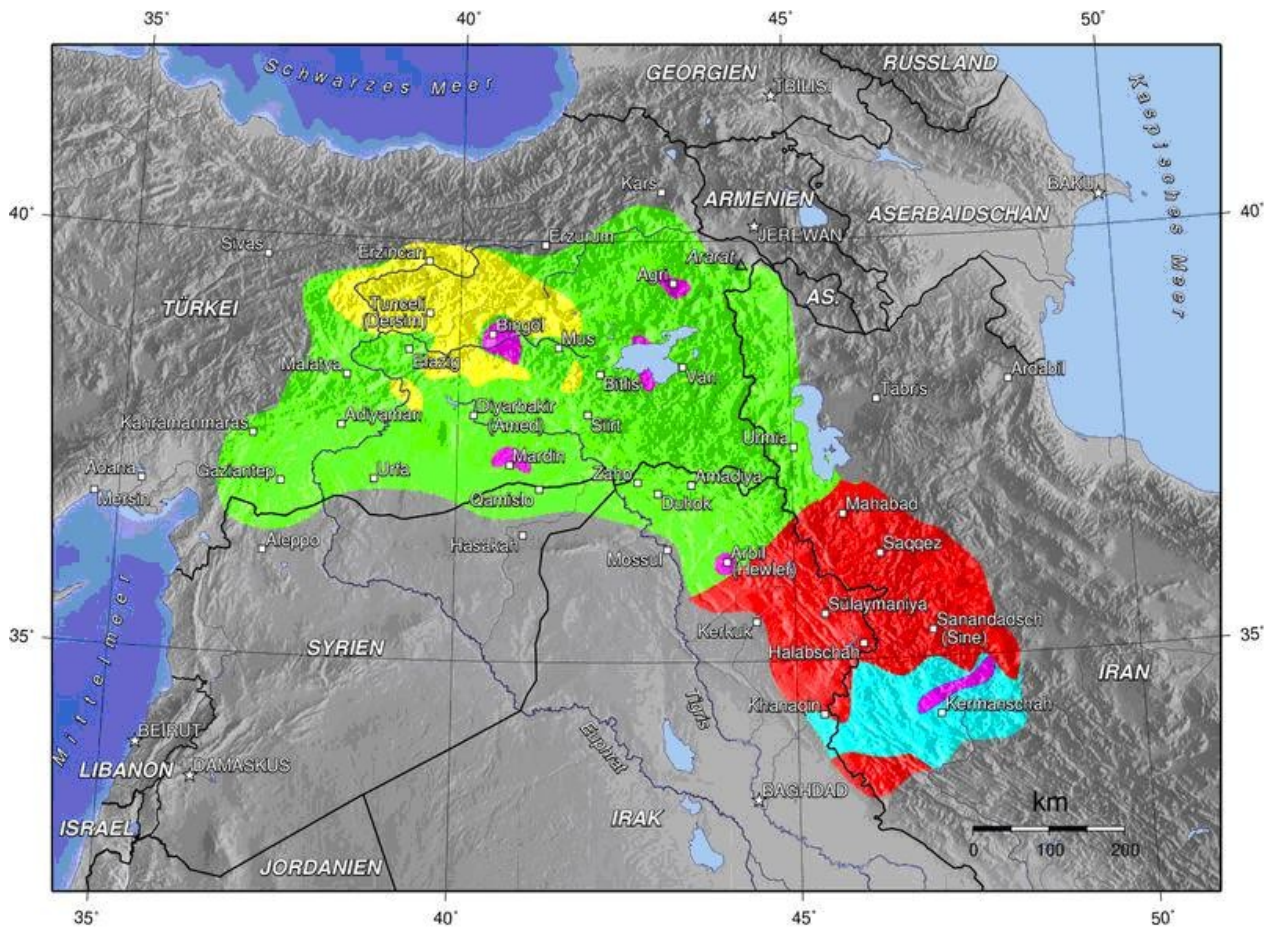 35°
40°
45°
50°
Schwarzes Meer
GEORGIEN
RUSSLAND
TBILIS
Kaspisches Meer
Kars
ARMENIEN
BAKU
40°
ASERBAIDSCHAN
40°
JEREWAN
Sivas
Erzurum
Erzincan
Ararat
Agri
TÜRKEI
Tunceli
(Dersim)
AS.
Bingöl
Mus
Elazig
Malatya
Van
Ardabil
Bitlis
Täbris
Adiyaman
Diyarbakir
(Amed)
Siirt
Kahramanmaras
Urmia
Adana
Gaziantep
Urfa
Mardin
Zaho
Amadiya
Mersin
Qamislo
Duhok
Mahabad
Aleppo
Hasakah
Mossul
Arbil
(Hewler)
Saqqez
Mittelmeer
Sulaymaniya
35°
Kerkuk
Sanandadsch
(Sine)
35°
SYRIEN
Halabschah
IRAN
Tigris
Khanaqin
Kermanschah
BEIRUT
Euphrat
LIBANON
DAMASKUS
BAGHDAD
km
ISRAEL
IRAK
0 100 200
JORDANIEN
35°
40°
45°
50°